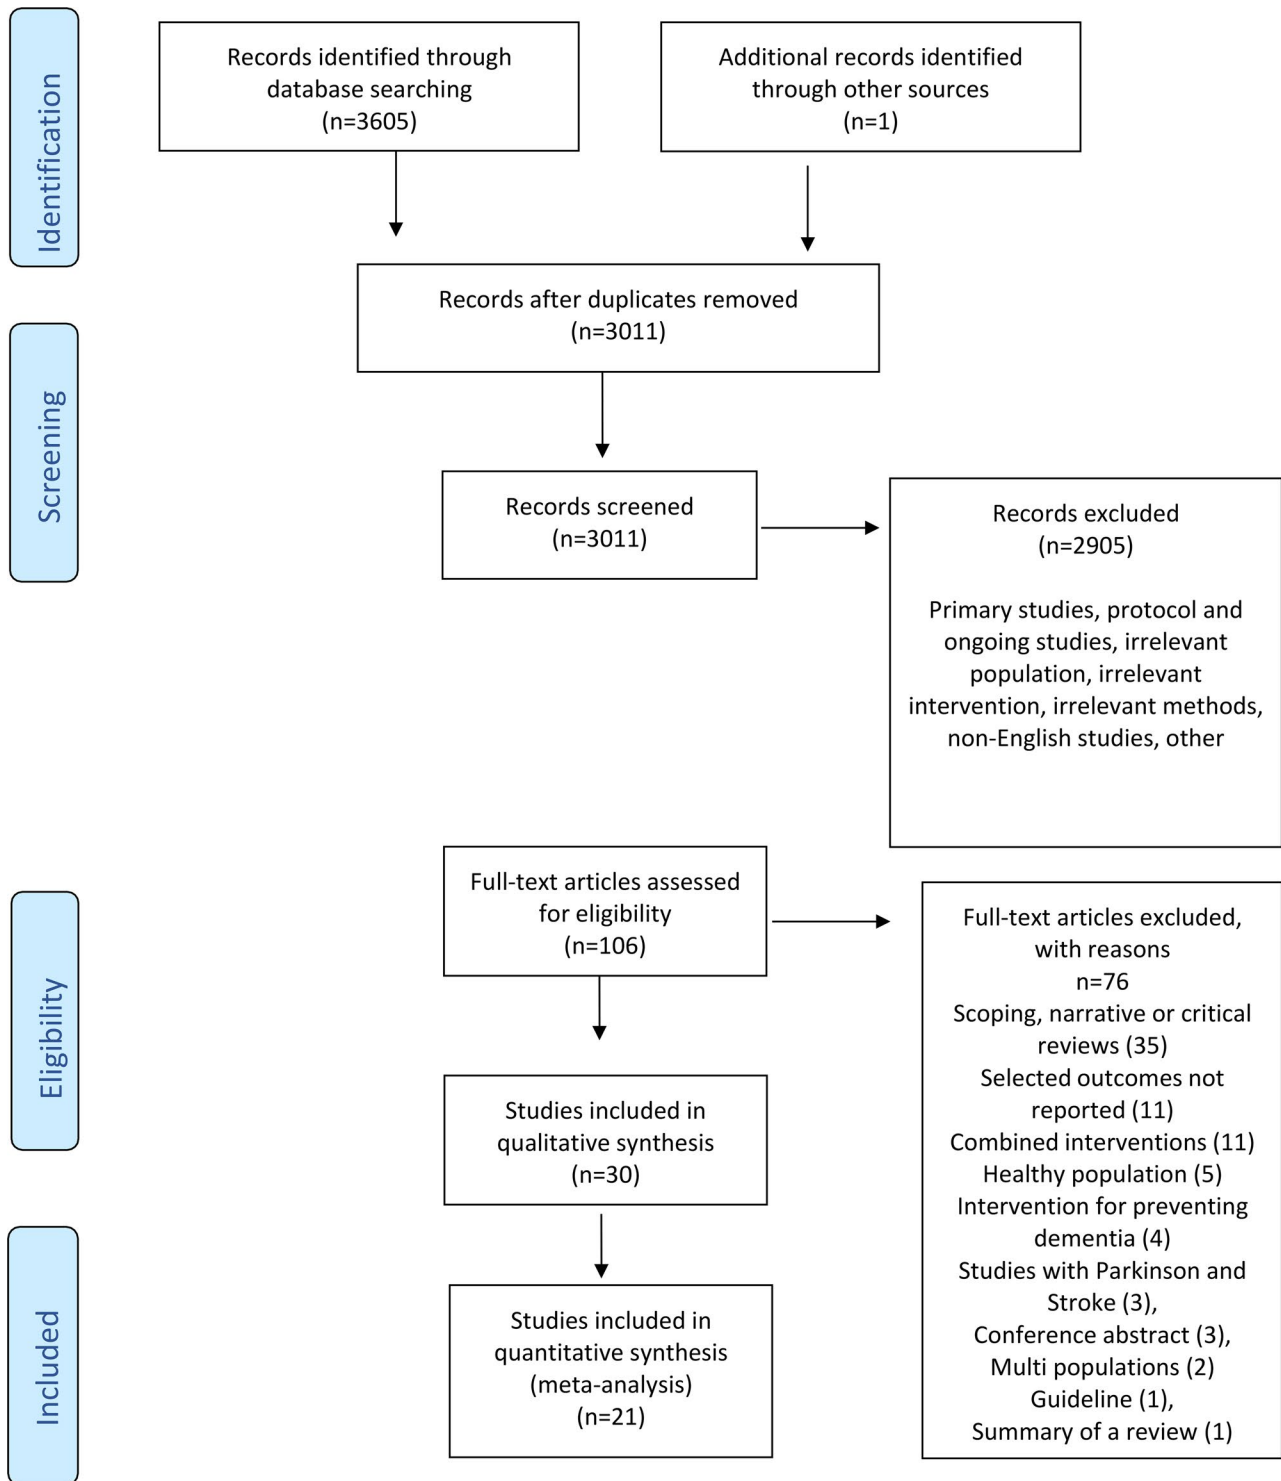 Identification
Records identified through
database searching
(n=3605)
Additional records identified
through other sources
(n=1)
Records after duplicates removed
(n=3011)
Screening
Records screened
(n=3011)
Records excluded
(n=2905)
Primary studies, protocol and
ongoing studies, irrelevant
population, irrelevant
intervention, irrelevant methods,
non-English studies, other
Eligibility
Full-text articles assessed
for eligibility
(n=106)
Full-text articles excluded,
with reasons
n=76
Scoping, narrative or critical
reviews (35)
Selected outcomes not
reported (11)
Combined interventions (11)
Healthy population (5)
Intervention for preventing
dementia (4)
Studies with Parkinson and
Stroke (3),
Conference abstract (3),
Multi populations (2)
Guideline (1),
Summary of a review (1)
Studies included in
qualitative synthesis
(n=30)
Included
Studies included in
quantitative synthesis
(meta-analysis)
(n=21)